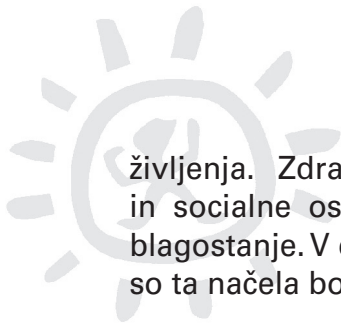 življenja. Zdra
in socialne os
blagostanje. V
so ta načela bo